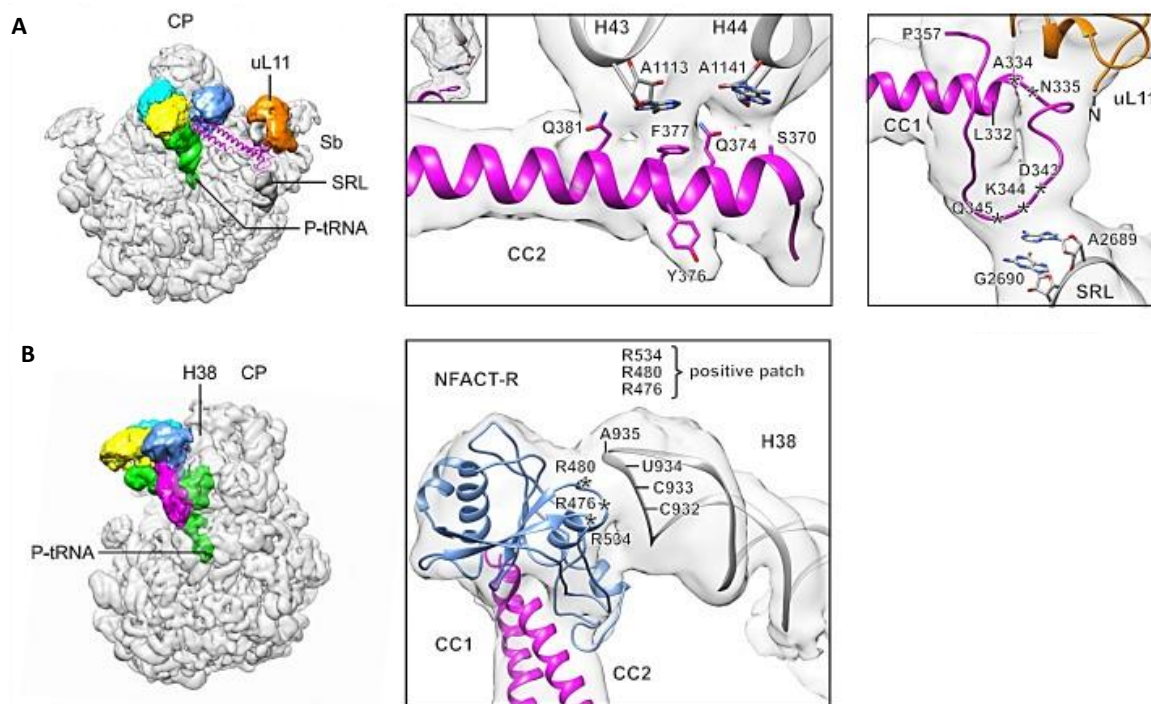 A
CP
uL11
Sb
SRL
P-tRNA
H43
H44
A1113
A1141
Q381
F377
Q374
S370
CC2
Y376
P357
A334
N335
uL11
N
CC1
L332
D343
K344
Q345
A2689
G2690
SRL
B
H38
CP
P-tRNA
R534
R480
R476
positive patch
NFACT-R
H38
A935
U934
C933
C932
R480
R476
R534
CC1
CC2